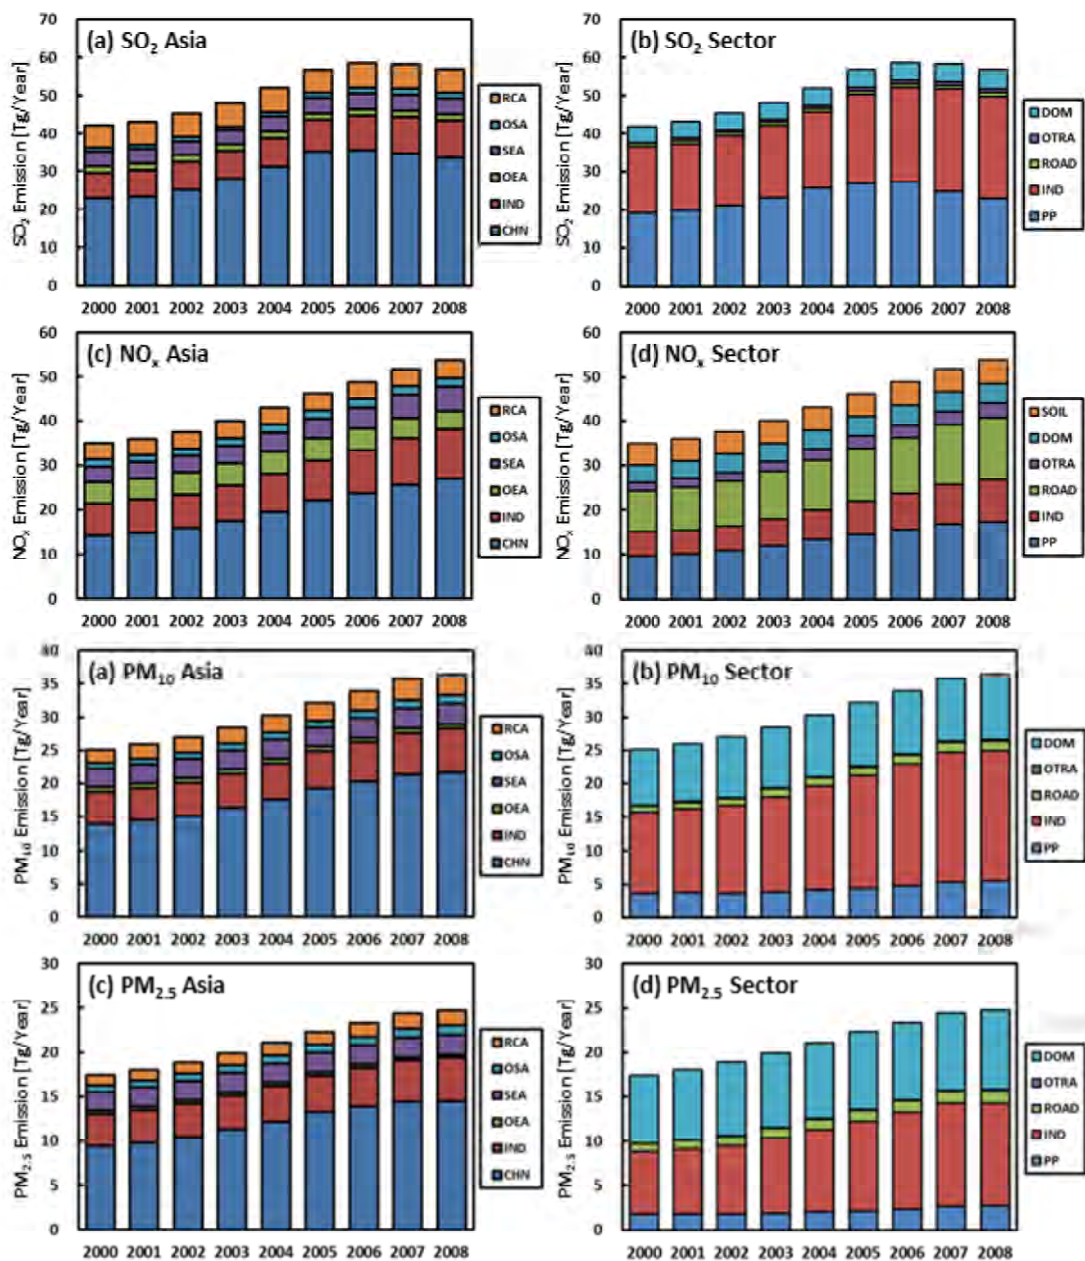 (a) SO2 Asia
SO2 Emission [Tg/Year]
70
60
50
40
30
20
10
0
2000 2001 2002 2003 2004 2005 2006 2007 2008
RCA
OSA
SEA
OEA
IND
CHN
(b) SO2 Sector
SO2 Emission [Tg/Year]
70
60
50
40
30
20
10
0
2000 2001 2002 2003 2004 2005 2006 2007 2008
DOM
OTRA
ROAD
IND
PP
(c) NOx Asia
NOx Emission [Tg/Year]
60
50
40
30
20
10
0
2000 2001 2002 2003 2004 2005 2006 2007 2008
RCA
OSA
SEA
OEA
IND
CHN
(d) NOx Sector
NOx Emission [Tg/Year]
60
50
40
30
20
10
0
2000 2001 2002 2003 2004 2005 2006 2007 2008
SOIL
DOM
OTRA
ROAD
IND
PP
(a) PM10 Asia
PM10 Emission [Tg/Year]
40
35
30
25
20
15
10
5
0
2000 2001 2002 2003 2004 2005 2006 2007 2008
RCA
OSA
SEA
OEA
IND
CHN
(b) PM10 Sector
PM10 Emission [Tg/Year]
40
35
30
25
20
15
10
5
0
2000 2001 2002 2003 2004 2005 2006 2007 2008
DOM
OTRA
ROAD
IND
PP
(c) PM2.5 Asia
PM2.5 Emission [Tg/Year]
30
25
20
15
10
5
0
2000 2001 2002 2003 2004 2005 2006 2007 2008
RCA
OSA
SEA
OEA
IND
CHN
(d) PM2.5 Sector
PM2.5 Emission [Tg/Year]
30
25
20
15
10
5
0
2000 2001 2002 2003 2004 2005 2006 2007 2008
DOM
OTRA
ROAD
IND
PP